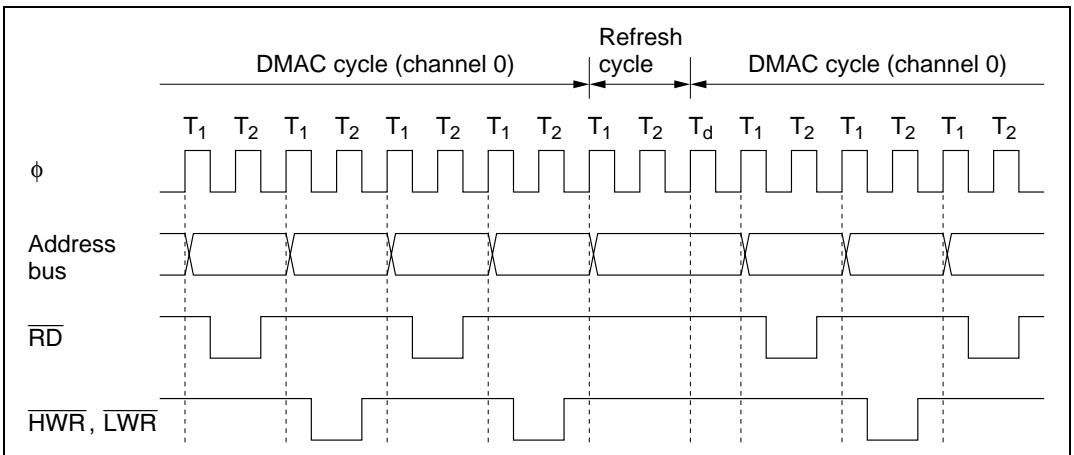 Refresh
DMAC cycle (channel 0) cycle DMAC cycle (channel 0)
T1 T2 T1 T2 T1 T2 T1 T2 T1 T2 Td T1 T2 T1 T2 T1 T2
ϕ
Address
bus
RD
HWR, LWR